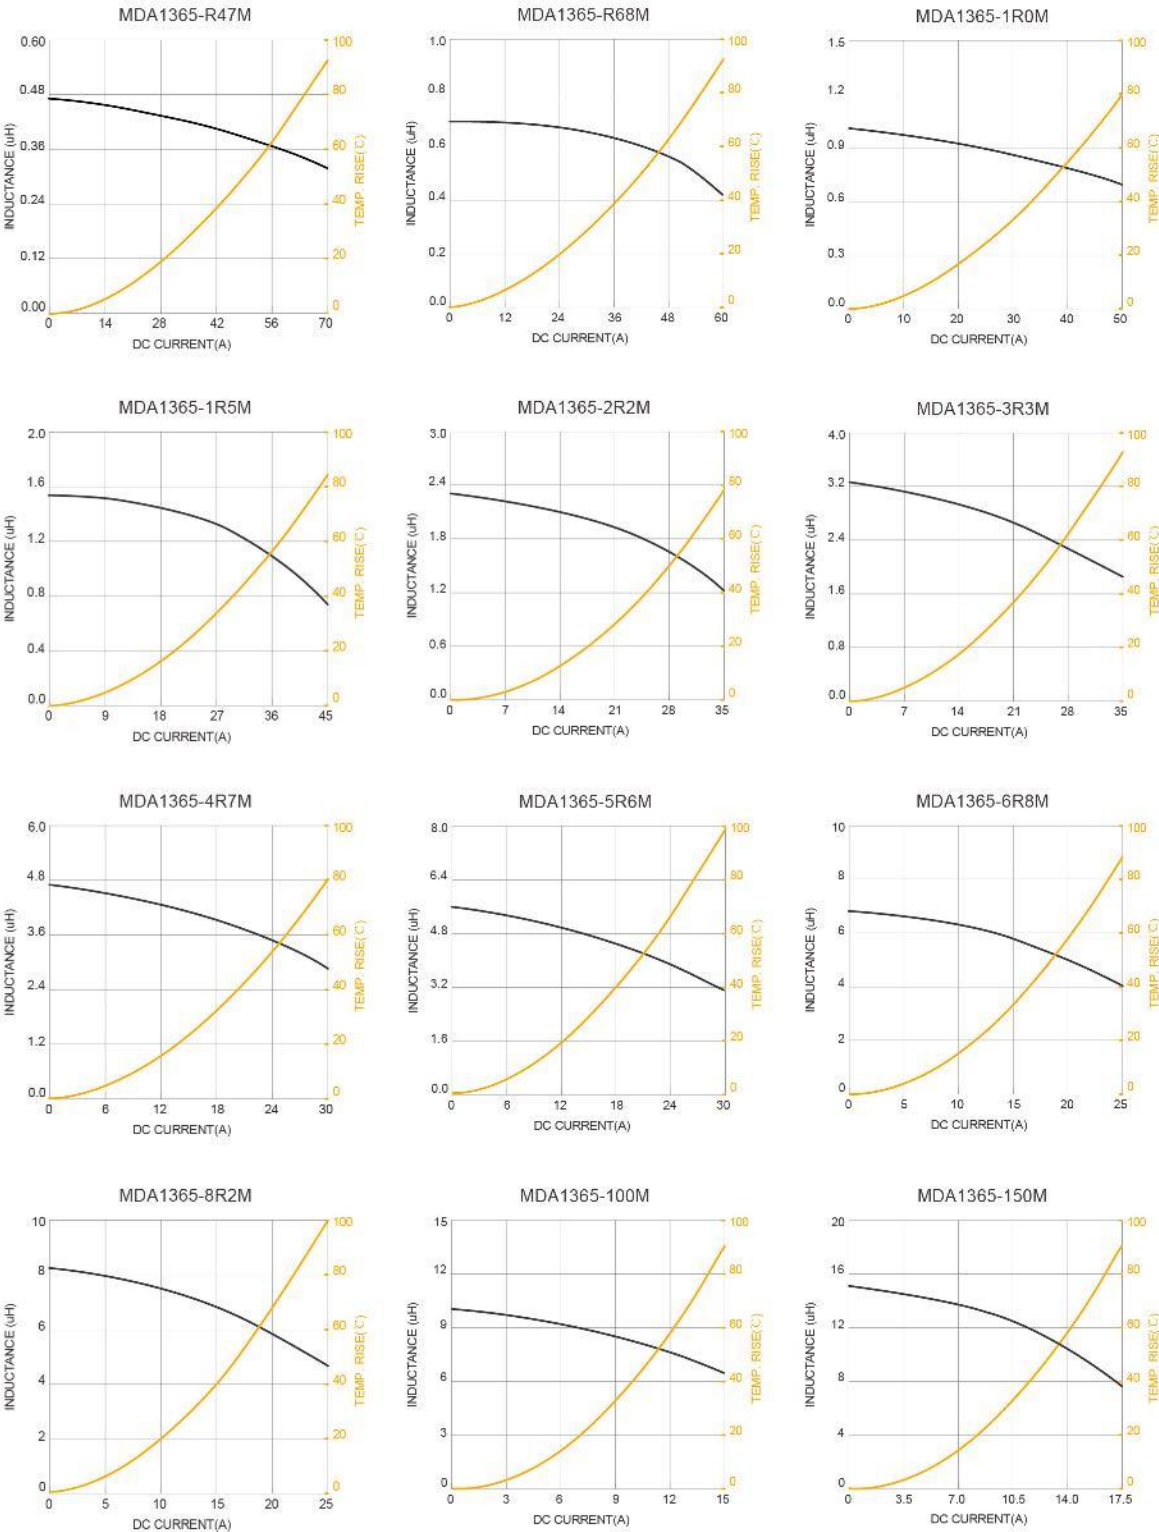 MDA1365-R47M
0.60
0.48
0.36
0.24
0.12
0.00
INDUCTANCE (uH)
100
80
60
40
20
0
TEMP. RISE(℃)
0 14 28 42 56 70
DC CURRENT(A)
MDA1365-R68M
1.0
0.8
0.6
0.4
0.2
0.0
INDUCTANCE (uH)
100
80
60
40
20
0
TEMP. RISE(℃)
0 12 24 36 48 60
DC CURRENT(A)
MDA1365-1R0M
1.5
1.2
0.9
0.6
0.3
0.0
INDUCTANCE (uH)
100
80
60
40
20
0
TEMP. RISE(℃)
0 10 20 30 40 50
DC CURRENT(A)
MDA1365-1R5M
2.0
1.6
1.2
0.8
0.4
0.0
INDUCTANCE (uH)
100
80
60
40
20
0
TEMP. RISE(℃)
0 9 18 27 36 45
DC CURRENT(A)
MDA1365-2R2M
3.0
2.4
1.8
1.2
0.6
0.0
INDUCTANCE (uH)
100
80
60
40
20
0
TEMP. RISE(℃)
0 7 14 21 28 35
DC CURRENT(A)
MDA1365-3R3M
4.0
3.2
2.4
1.6
0.8
0.0
INDUCTANCE (uH)
100
80
60
40
20
0
TEMP. RISE(℃)
0 7 14 21 28 35
DC CURRENT(A)
MDA1365-4R7M
6.0
4.8
3.6
2.4
1.2
0.0
INDUCTANCE (uH)
100
80
60
40
20
0
TEMP. RISE(℃)
0 6 12 18 24 30
DC CURRENT(A)
MDA1365-5R6M
8.0
6.4
4.8
3.2
1.6
0.0
INDUCTANCE (uH)
100
80
60
40
20
0
TEMP. RISE(℃)
0 6 12 18 24 30
DC CURRENT(A)
MDA1365-6R8M
10
8
6
4
2
0
INDUCTANCE (uH)
100
80
60
40
20
0
TEMP. RISE(℃)
0 5 10 15 20 25
DC CURRENT(A)
MDA1365-8R2M
10
8
6
4
2
0
INDUCTANCE (uH)
100
80
60
40
20
0
TEMP. RISE(℃)
0 5 10 15 20 25
DC CURRENT(A)
MDA1365-100M
15
12
9
6
3
0
INDUCTANCE (uH)
100
80
60
40
20
0
TEMP. RISE(℃)
0 3 6 9 12 15
DC CURRENT(A)
MDA1365-150M
20
16
12
8
4
0
INDUCTANCE (uH)
100
80
60
40
20
0
TEMP. RISE(℃)
0 3.5 7.0 10.5 14.0 17.5
DC CURRENT(A)